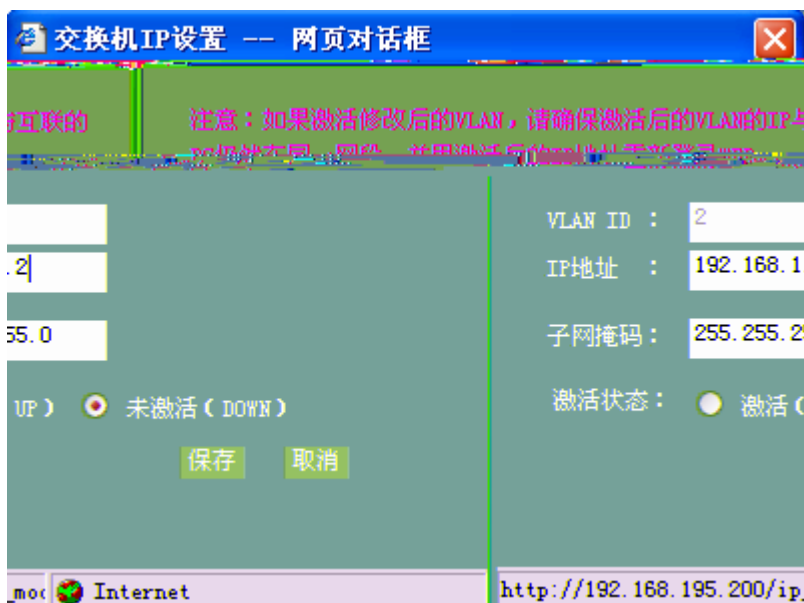 交换机IP设置 -- 网页对话框
互联的
注意：如果激活修改后的VLAN，请确保激活后的VLAN的IP与
.2
55.0
UP） 未激活（DOWN）
保存 取消
Internet
VLAN ID ： 2
IP地址 ： 192.168.1
子网掩码： 255.255.25
激活状态： 激活（
http://192.168.195.200/ip_